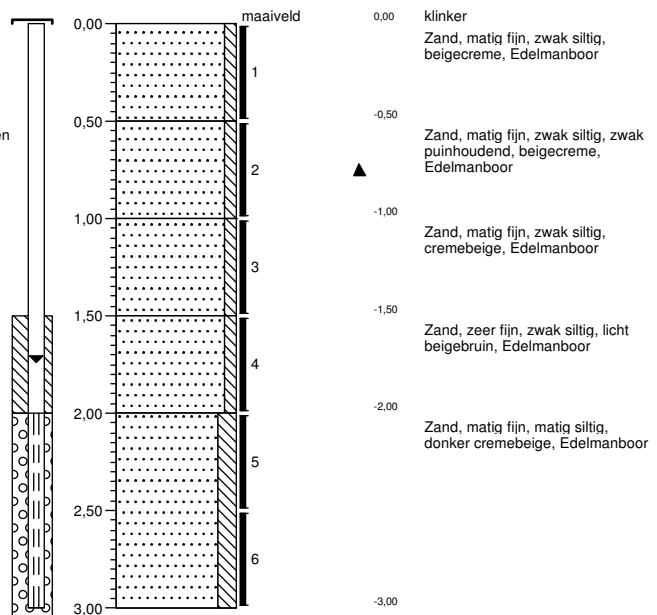 maaiveld
0,00
0,00
klinker
Zand, matig fijn, zwak siltig,
beigecreme, Edelmanboor
1
-0,50
0,50
en
Zand, matig fijn, zwak siltig, zwak
puinhoudend, beigecreme,
Edelmanboor
2
-1,00
1,00
Zand, matig fijn, zwak siltig,
cremebeige, Edelmanboor
3
-1,50
1,50
Zand, zeer fijn, zwak siltig, licht
beigebruin, Edelmanboor
4
-2,00
2,00
Zand, matig fijn, matig siltig,
donker cremebeige, Edelmanboor
5
2,50
6
-3,00
3,00